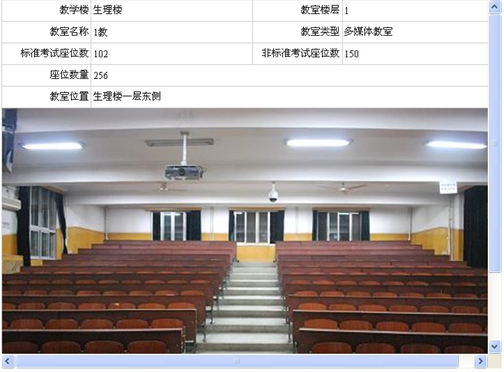 教学楼 生理楼 教室楼层 1
教室名称 1教 教室类型 多媒体教室
标准考试座位数 102 非标准考试座位数 150
座位数量 256
教室位置 生理楼一层东侧